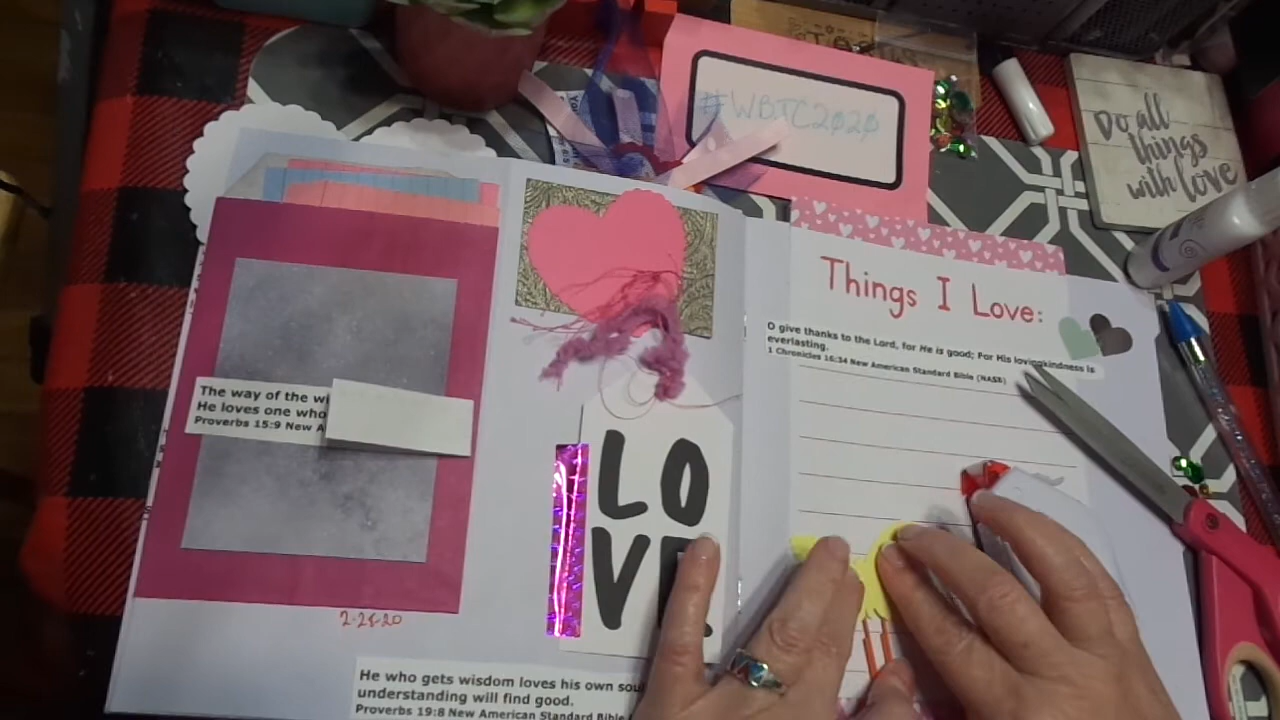 #WBTC2020
Do all
things
with love
Things I Love:
O give thanks to the Lord, for He is good; For His lovingkindness is
everlasting.
1 Chronicles 16:34 New American Standard Bible (NASB)
The way of the
He loves one who
Proverbs 15:9 New
LO
VE
2-28-20
He who gets wisdom loves his own
understanding will find good.
Proverbs 19:8 New American Standard Bible